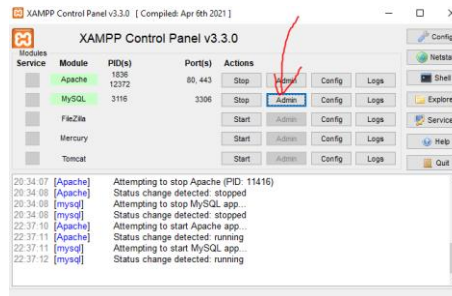 XAMPP Control Panel v3.3.0 [ Compiled: Apr 6th 2021 ]
XAMPP Control Panel v3.3.0
Config
Modules
Service Module PID(s) Port(s) Actions
Netsta
Apache 1836 12372 80, 443 Stop Admin Config Logs
Shell
MySQL 3116 3306 Stop Admin Config Logs
Explore
FileZilla Start Admin Config Logs
Service
Mercury Start Admin Config Logs
Help
Tomcat Start Admin Config Logs
Quit
20:34:07 [Apache] Attempting to stop Apache (PID: 11416)
20:34:08 [Apache] Status change detected: stopped
20:34:08 [mysql] Attempting to stop MySQL app...
20:34:08 [mysql] Status change detected: stopped
22:37:10 [Apache] Attempting to start Apache app...
22:37:11 [Apache] Status change detected: running
22:37:11 [mysql] Attempting to start MySQL app...
22:37:12 [mysql] Status change detected: running